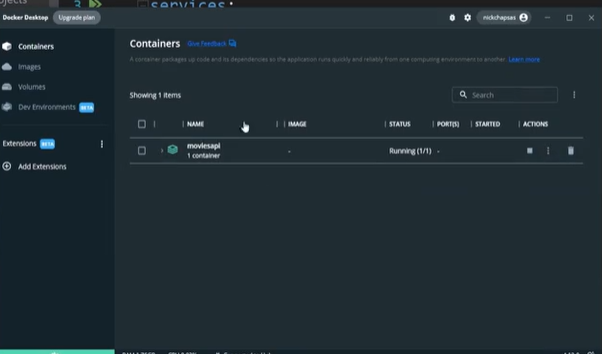 ojects
3
services:
Docker Desktop
Upgrade plan
nickchapsas
Containers
Images
Volumes
Dev Environments BETA
Extensions BETA
Add Extensions
Containers Give Feedback
A container packages up code and its dependencies so the application runs quickly and reliably from one computing environment to another. Learn more
Showing 1 items
Search
NAME IMAGE STATUS PORT(S) STARTED ACTIONS
moviesapi - Running (1/1) -
1 container